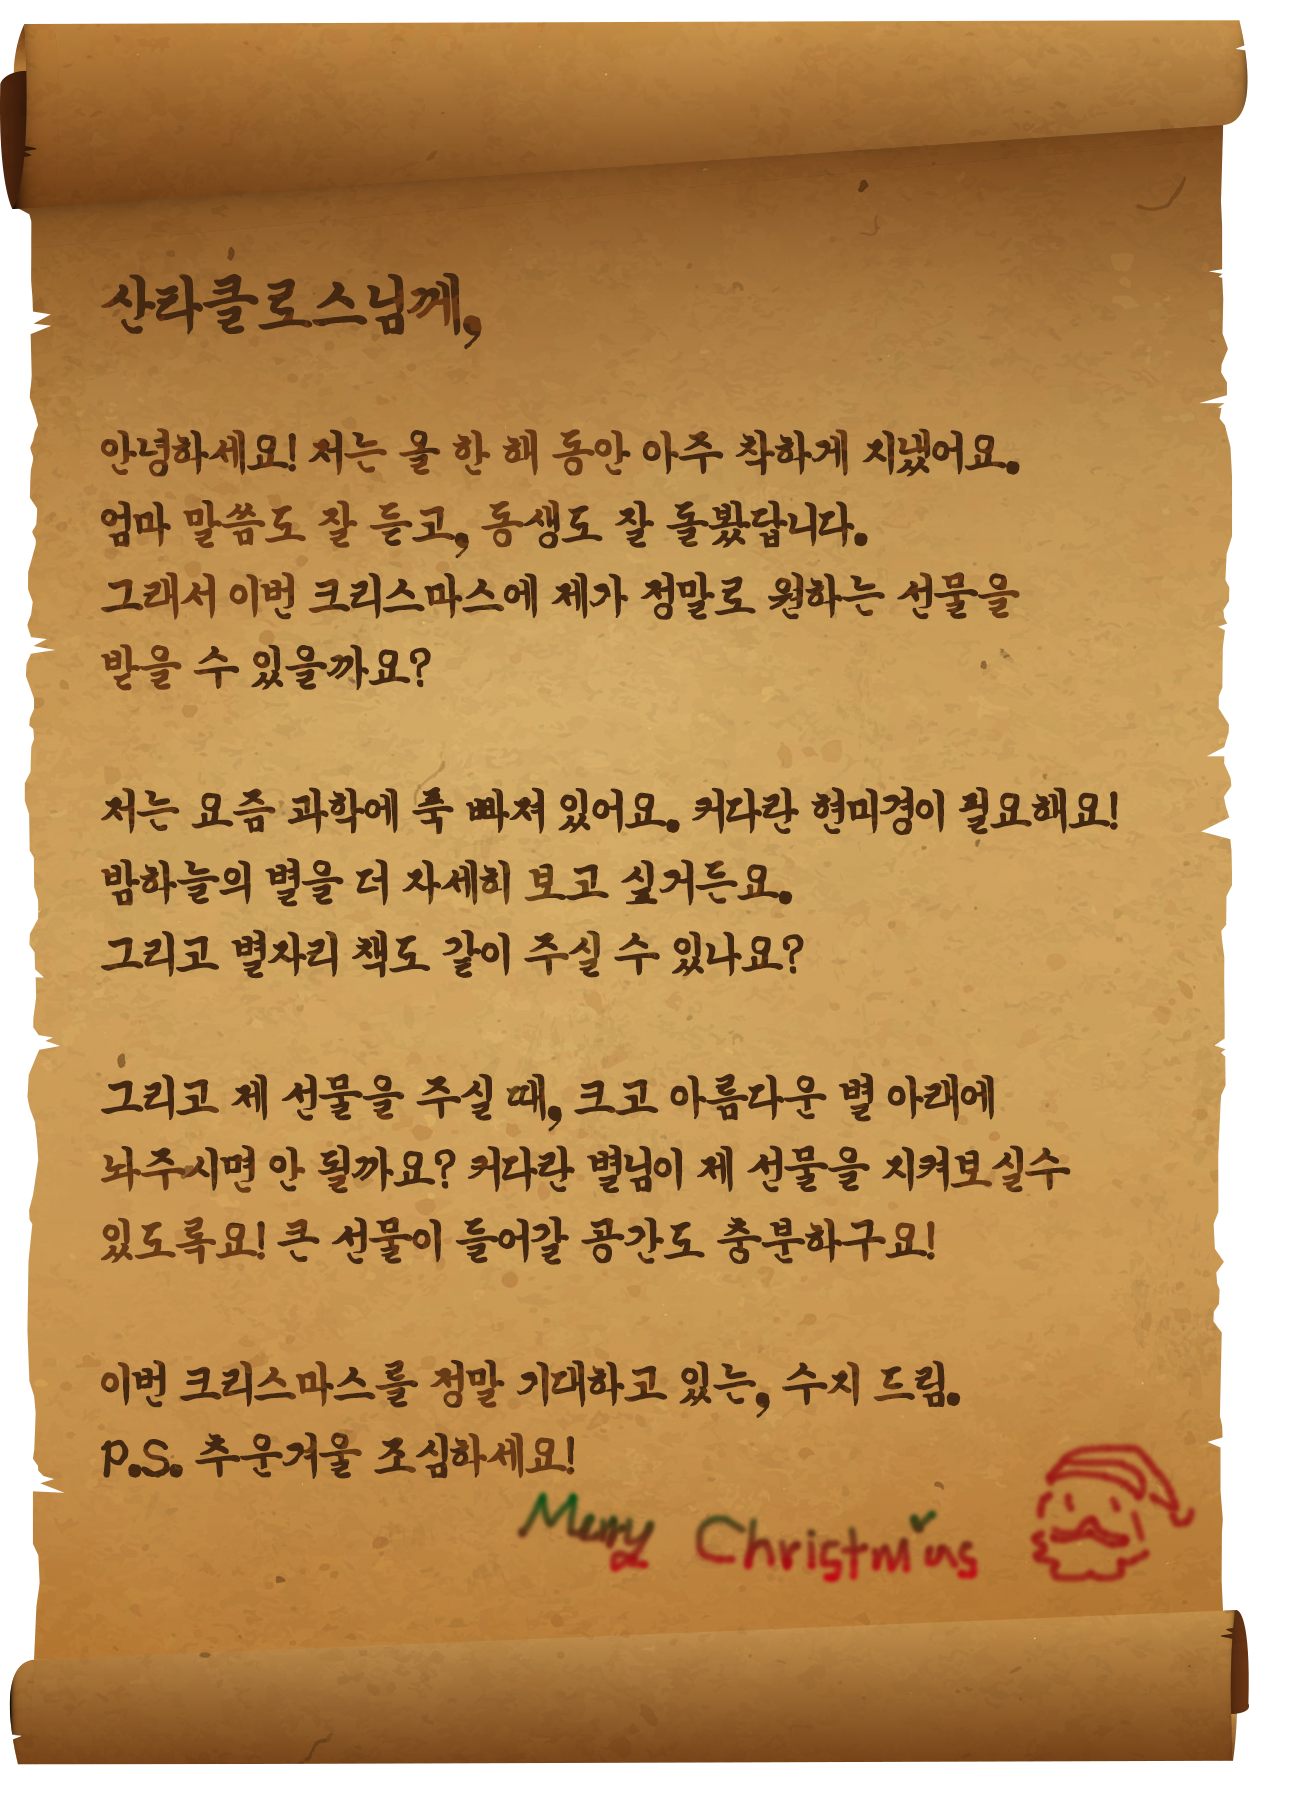 산타클로스님께,
안녕하세요! 저는 올 한 해 동안 아주 착하게 지냈어요.
엄마 말씀도 잘 듣고, 동생도 잘 돌봤답니다.
그래서 이번 크리스마스에 제가 정말로 원하는 선물을
받을 수 있을까요?
저는 요즘 과학에 푹 빠져 있어요. 커다란 현미경이 필요해요!
밤하늘의 별을 더 자세히 보고 싶거든요.
그리고 별자리 책도 같이 주실 수 있나요?
그리고 제 선물을 주실 때, 크고 아름다운 별 아래에
놔주시면 안 될까요? 커다란 별님이 제 선물을 지켜보실수
있도록요! 큰 선물이 들어갈 공간도 충분하구요!
이번 크리스마스를 정말 기대하고 있는, 수지 드림.
P.S. 추운겨울 조심하세요!
Merry Christmas